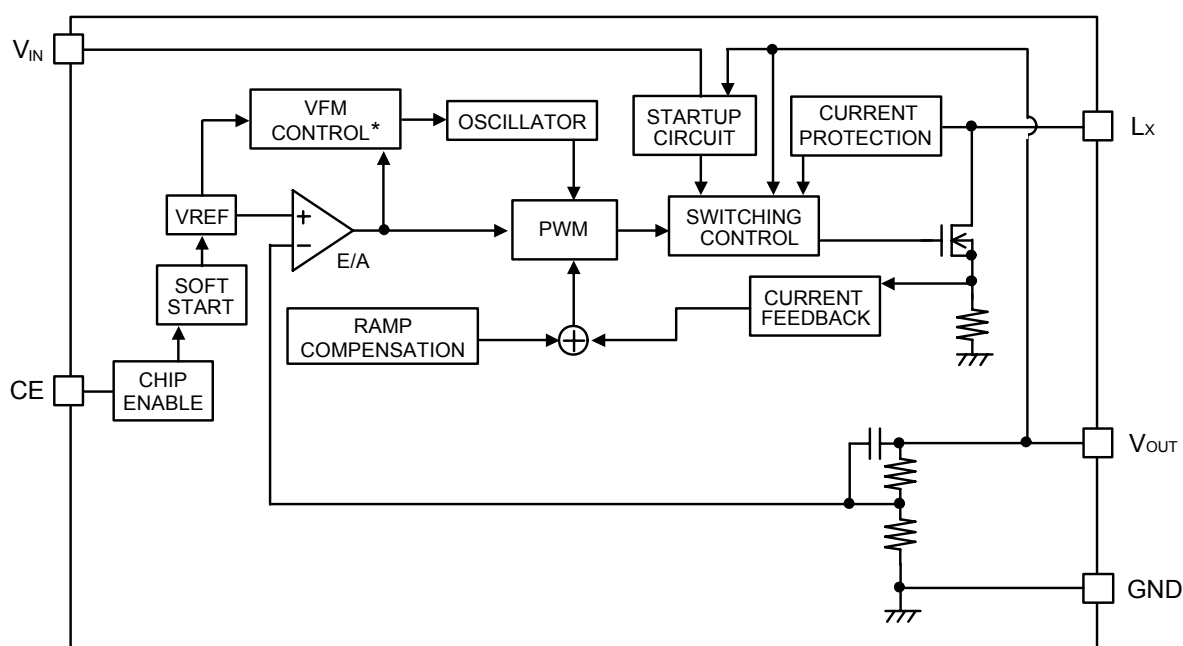 VIN
VFM
CONTROL*
OSCILLATOR
STARTUP
CIRCUIT
CURRENT
PROTECTION
LX
VREF
+
−
E/A
PWM
SWITCHING
CONTROL
SOFT
START
RAMP
COMPENSATION
CURRENT
FEEDBACK
CE
CHIP
ENABLE
VOUT
GND